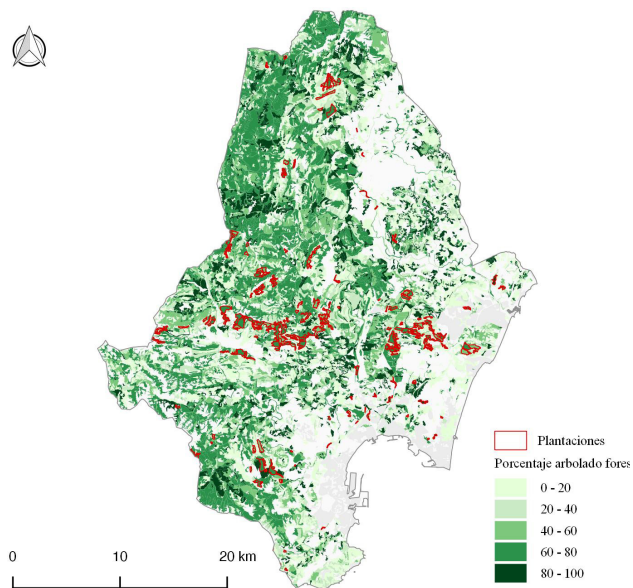 Plantaciones
Porcentaje arbolado fores
0 - 20
20 - 40
40 - 60
60 - 80
80 - 100
0 10 20 km